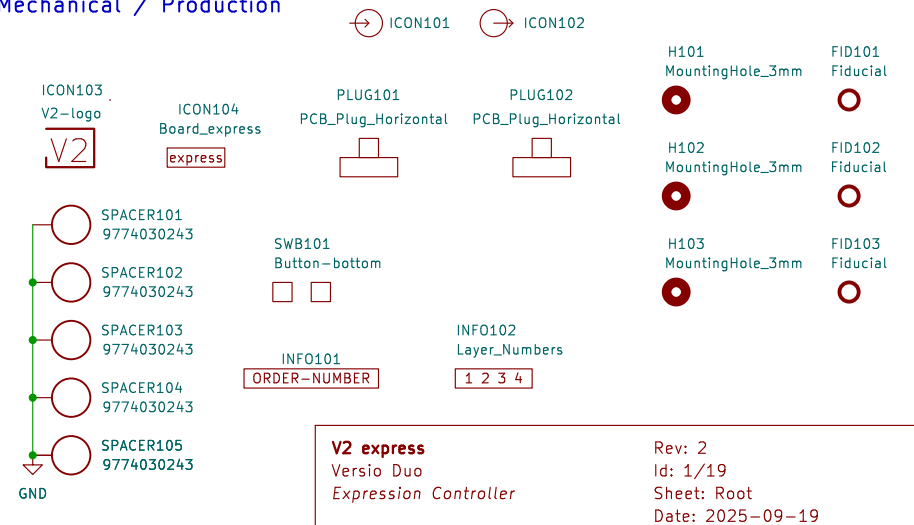 Mechanical / Production
ICON101
ICON102
H101
MountingHole_3mm
FID101
Fiducial
ICON103
V2-logo
V2
ICON104
Board_express
express
PLUG101
PCB_Plug_Horizontal
PLUG102
PCB_Plug_Horizontal
H102
MountingHole_3mm
FID102
Fiducial
SPACER101
9774030243
SPACER102
9774030243
SPACER103
9774030243
SPACER104
9774030243
SPACER105
9774030243
GND
SWB101
Button-bottom
H103
MountingHole_3mm
FID103
Fiducial
INFO101
ORDER-NUMBER
INFO102
Layer_Numbers
1 2 3 4
V2 express
Versio Duo
Expression Controller
Rev: 2
Id: 1/19
Sheet: Root
Date: 2025-09-19